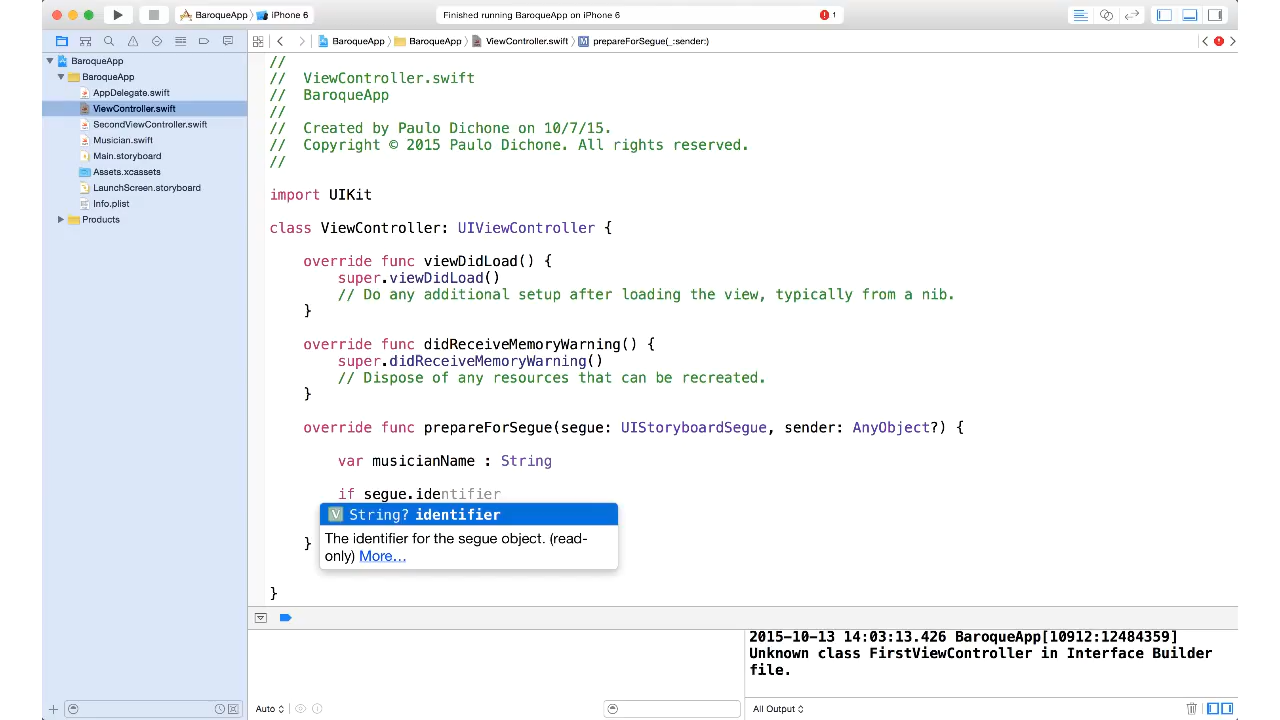 BaroqueApp iPhone 6
Finished running BaroqueApp on iPhone 6
1
BaroqueApp BaroqueApp ViewController.swift prepareForSegue(_:sender:)
BaroqueApp
BaroqueApp
AppDelegate.swift
ViewController.swift
SecondViewController.swift
Musician.swift
Main.storyboard
Assets.xcassets
LaunchScreen.storyboard
Info.plist
Products
//
// ViewController.swift
// BaroqueApp
//
// Created by Paulo Dichone on 10/7/15.
// Copyright © 2015 Paulo Dichone. All rights reserved.
//
import UIKit
class ViewController: UIViewController {
override func viewDidLoad() {
super.viewDidLoad()
// Do any additional setup after loading the view, typically from a nib.
}
override func didReceiveMemoryWarning() {
super.didReceiveMemoryWarning()
// Dispose of any resources that can be recreated.
}
override func prepareForSegue(segue: UIStoryboardSegue, sender: AnyObject?) {
var musicianName : String
if segue.identifier
V String? identifier
The identifier for the segue object. (read-
only) More...
}
}
2015-10-13 14:03:13.426 BaroqueApp[10912:12484359]
Unknown class FirstViewController in Interface Builder
file.
Auto
All Output